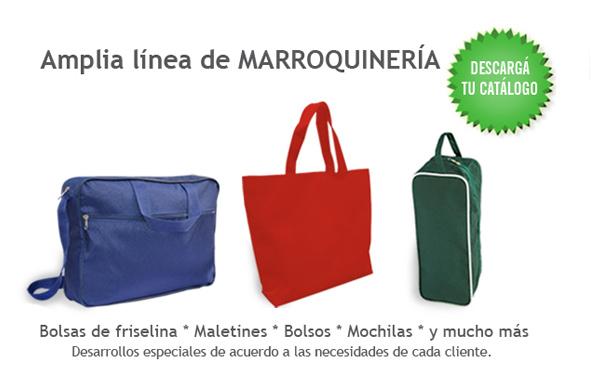 Amplia línea de MARROQUINERÍA
DESCARGÁ
TU CATÁLOGO
Bolsas de friselina * Maletines * Bolsos * Mochilas * y mucho más
Desarrollos especiales de acuerdo a las necesidades de cada cliente.